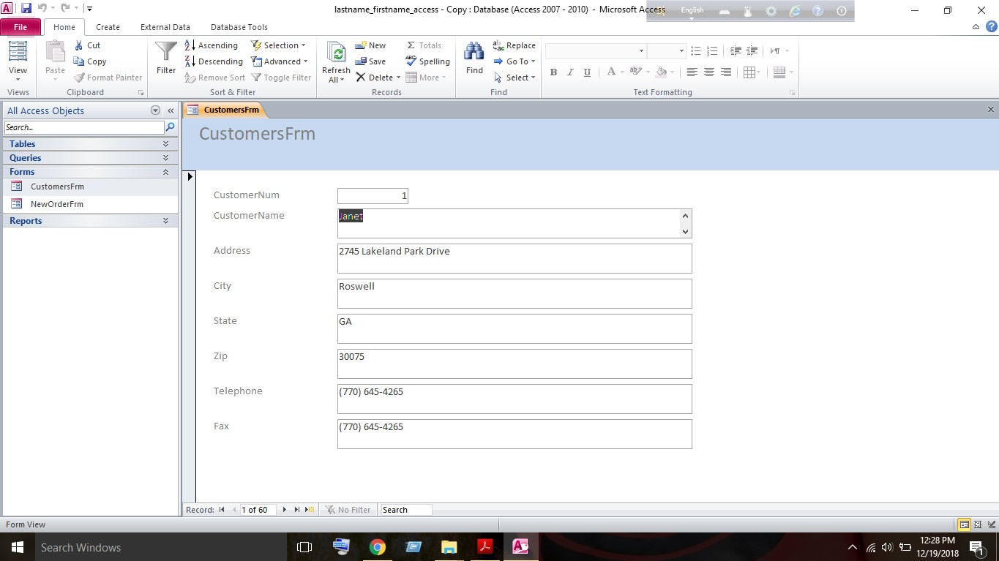 lastname_firstname_access - Copy : Database (Access 2007 - 2010) - Microsoft Access
English
File Home Create External Data Database Tools
View
Views
Paste
Cut
Copy
Format Painter
Clipboard
Filter
Ascending
Descending
Remove Sort
Selection
Advanced
Toggle Filter
Sort & Filter
Refresh
All
New
Save
Delete
Totals
Spelling
More
Records
Find
Replace
Go To
Select
Find
B I U A ab
Text Formatting
All Access Objects
Search...
Tables
Queries
Forms
CustomersFrm
NewOrderFrm
Reports
CustomersFrm
CustomersFrm
CustomerNum 1
CustomerName Janet
Address 2745 Lakeland Park Drive
City Roswell
State GA
Zip 30075
Telephone (770) 645-4265
Fax (770) 645-4265
Record: 1 of 60 No Filter Search
Form View
Search Windows
12:28 PM
12/19/2018
1